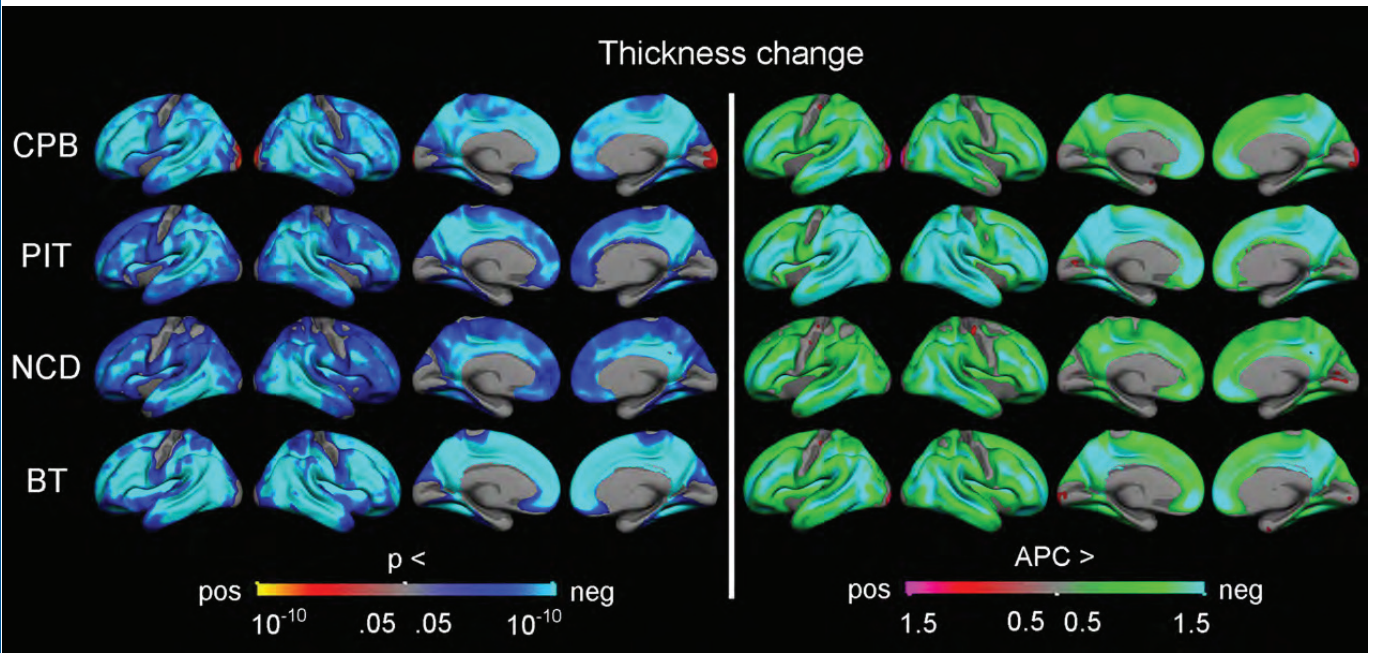 Thickness change
CPB
PIT
NCD
BT
p <
pos neg
10-10 .05 .05 10-10
APC >
pos neg
1.5 0.5 0.5 1.5